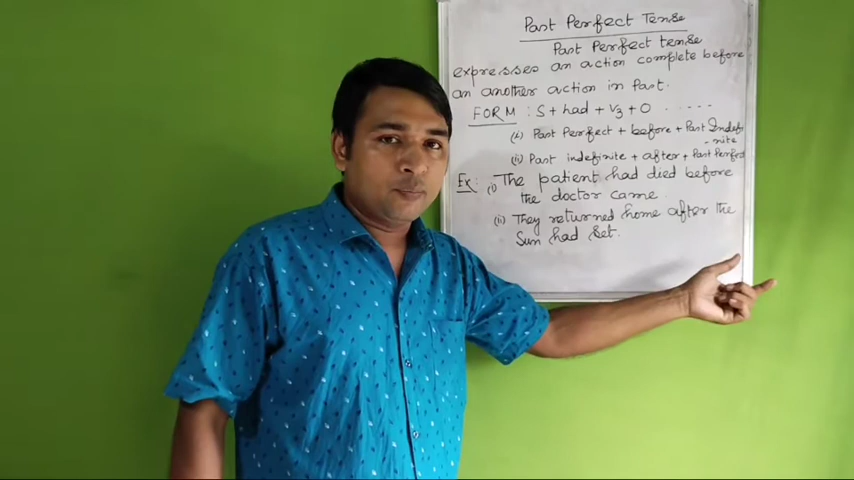 Past Perfect Tense
Past Perfect tense
expresses an action complete before
an another action in Past.
FORM : S + had + V3 + O . . . . --
(i) Past Perfect + before + Past Indefi
-nite
(ii) Past indefinite + after + Past Perfect
Ex: (i) The patient had died before
the doctor came.
(ii) They returned home after the
Sun had Set.